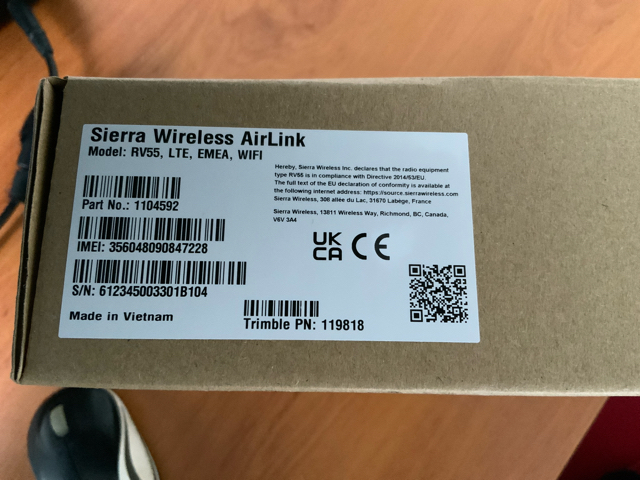 Sierra Wireless AirLink
Model: RV55, LTE, EMEA, WIFI
Hereby, Sierra Wireless Inc. declares that the radio equipment
type RV55 is in compliance with Directive 2014/53/EU.
The full text of the EU declaration of conformity is available at
the following internet address: https://source.sierrawireless.com
Sierra Wireless, 308 allée du Lac, 31670 Labège, France
Sierra Wireless, 13811 Wireless Way, Richmond, BC, Canada,
V6V 3A4
Part No.: 1104592
IMEI: 356048090847228
S/N: 612345003301B104
UK
CA CE
Made in Vietnam
Trimble PN: 119818